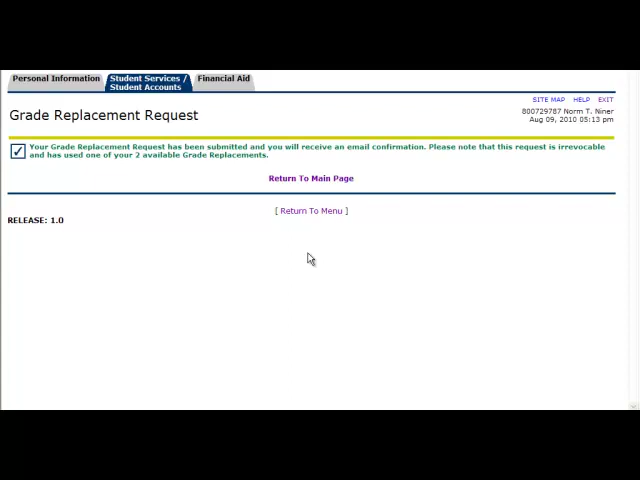 Personal Information
Student Services /
Student Accounts
Financial Aid
SITE MAP HELP EXIT
Grade Replacement Request
800729787 Norm T. Niner
Aug 09, 2010 05:13 pm
Your Grade Replacement Request has been submitted and you will receive an email confirmation. Please note that this request is irrevocable
and has used one of your 2 available Grade Replacements.
Return To Main Page
[ Return To Menu ]
RELEASE: 1.0